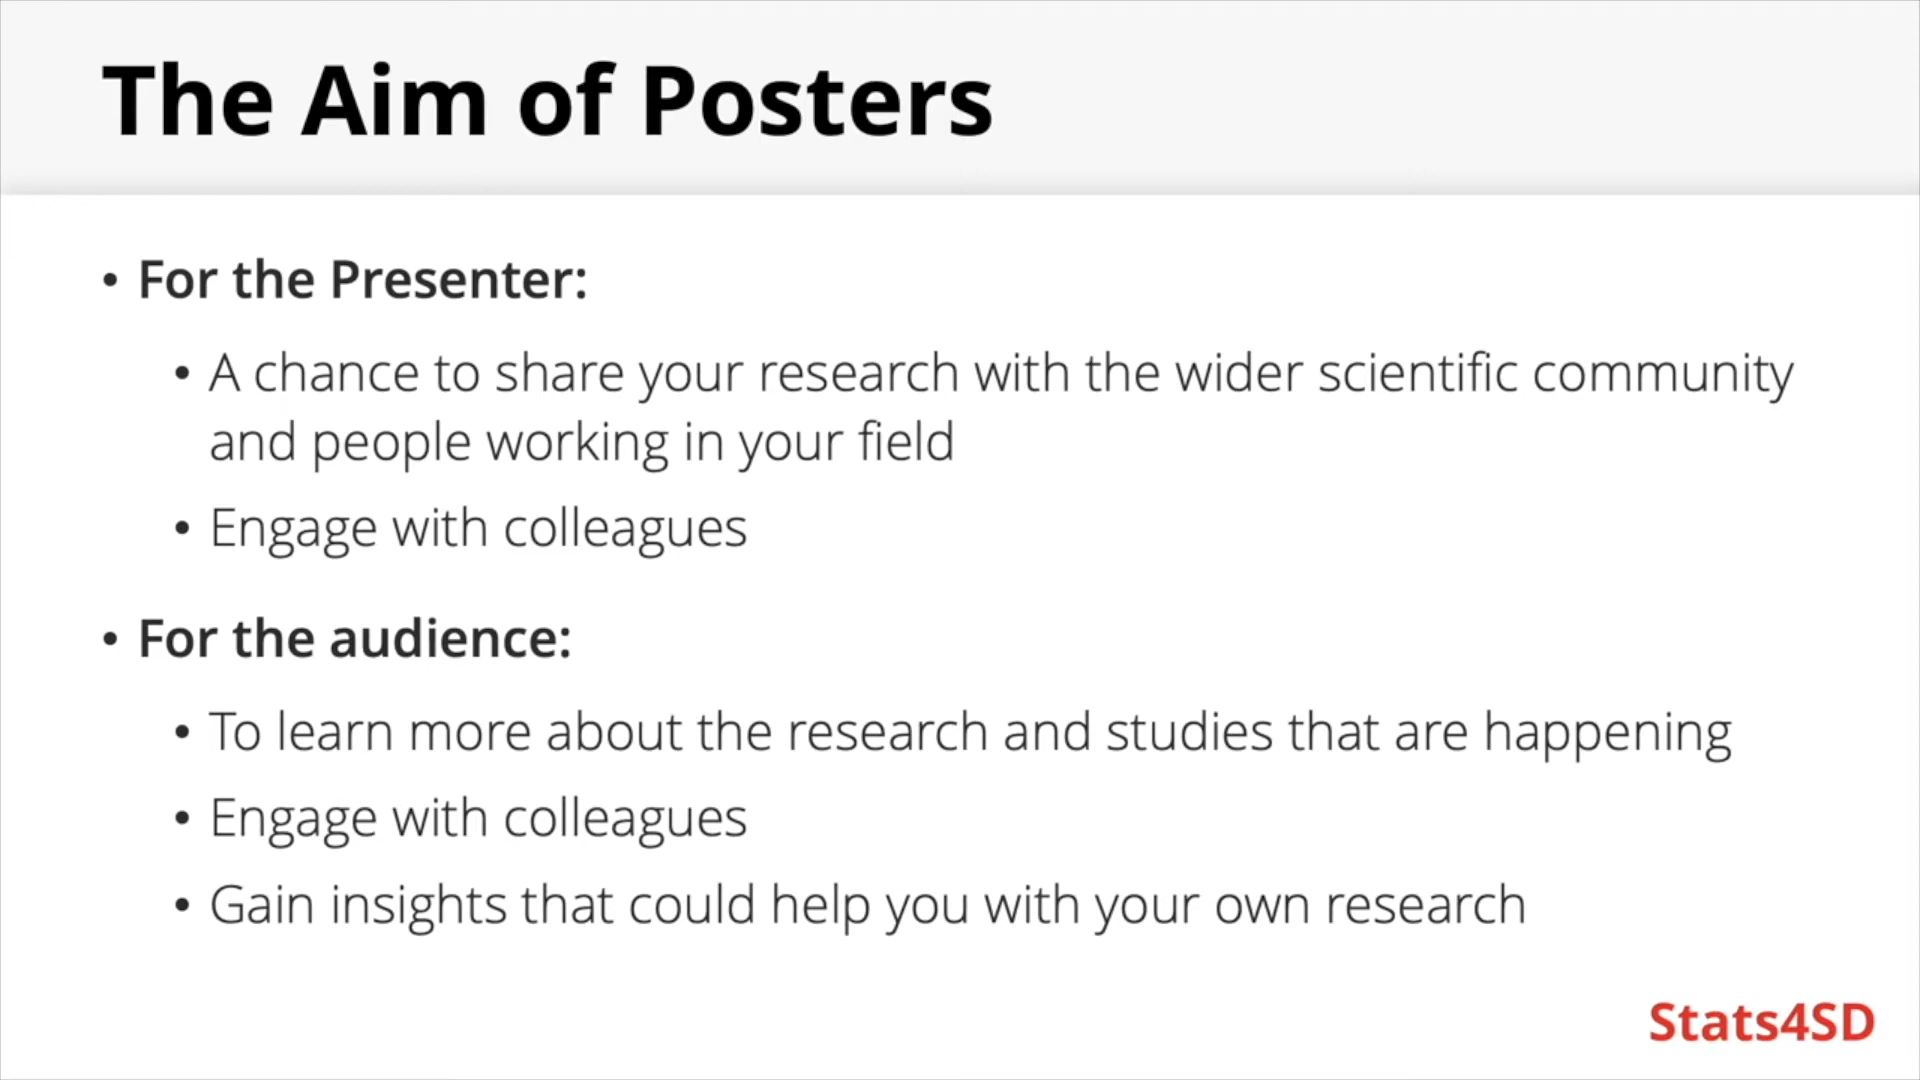 The Aim of Posters
• For the Presenter:
• A chance to share your research with the wider scientific community
and people working in your field
• Engage with colleagues
• For the audience:
• To learn more about the research and studies that are happening
• Engage with colleagues
• Gain insights that could help you with your own research
Stats4SD